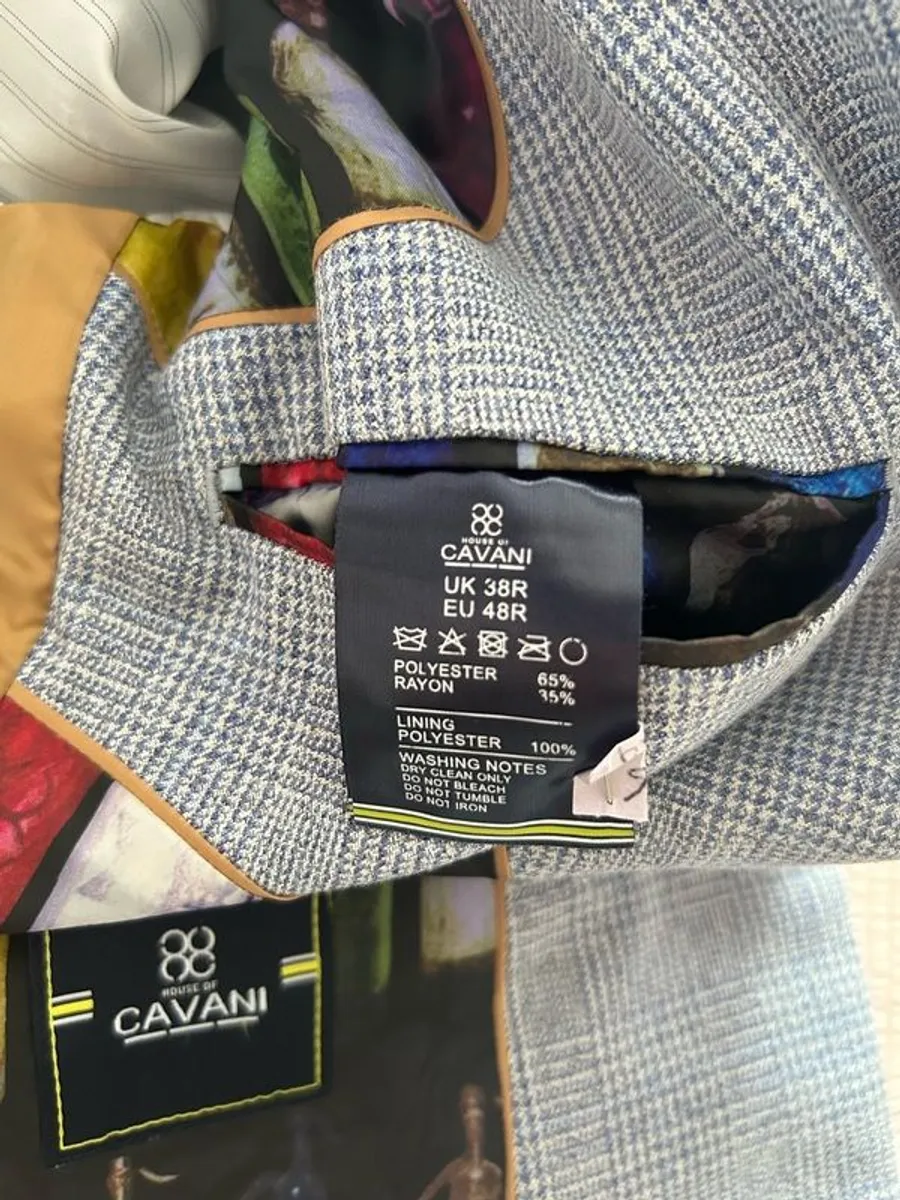 HOUSE OF
CAVANI
UK 38R
EU 48R
POLYESTER 65%
RAYON 35%
LINING
POLYESTER 100%
WASHING NOTES
DRY CLEAN ONLY
DO NOT BLEACH
DO NOT TUMBLE
DO NOT IRON
HOUSE OF
CAVANI